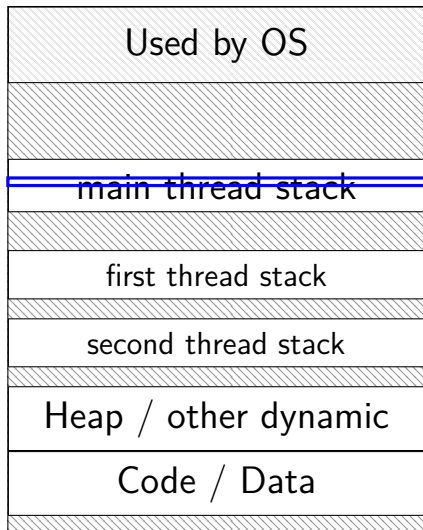 Used by OS
main thread stack
first thread stack
second thread stack
Heap / other dynamic
Code / Data